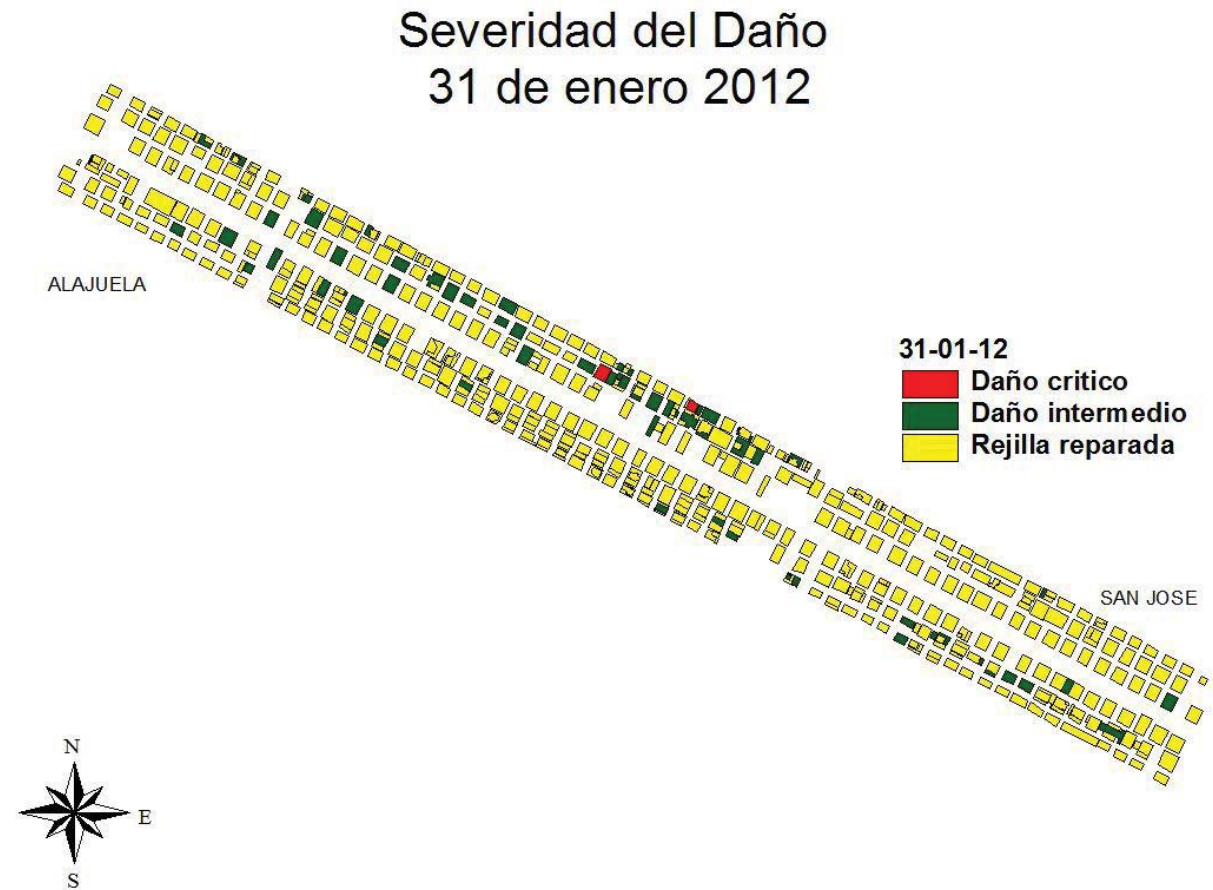 Severidad del Daño
31 de enero 2012
ALAJUELA
31-01-12
Daño critico
Daño intermedio
Rejilla reparada
SAN JOSE
N
E
S